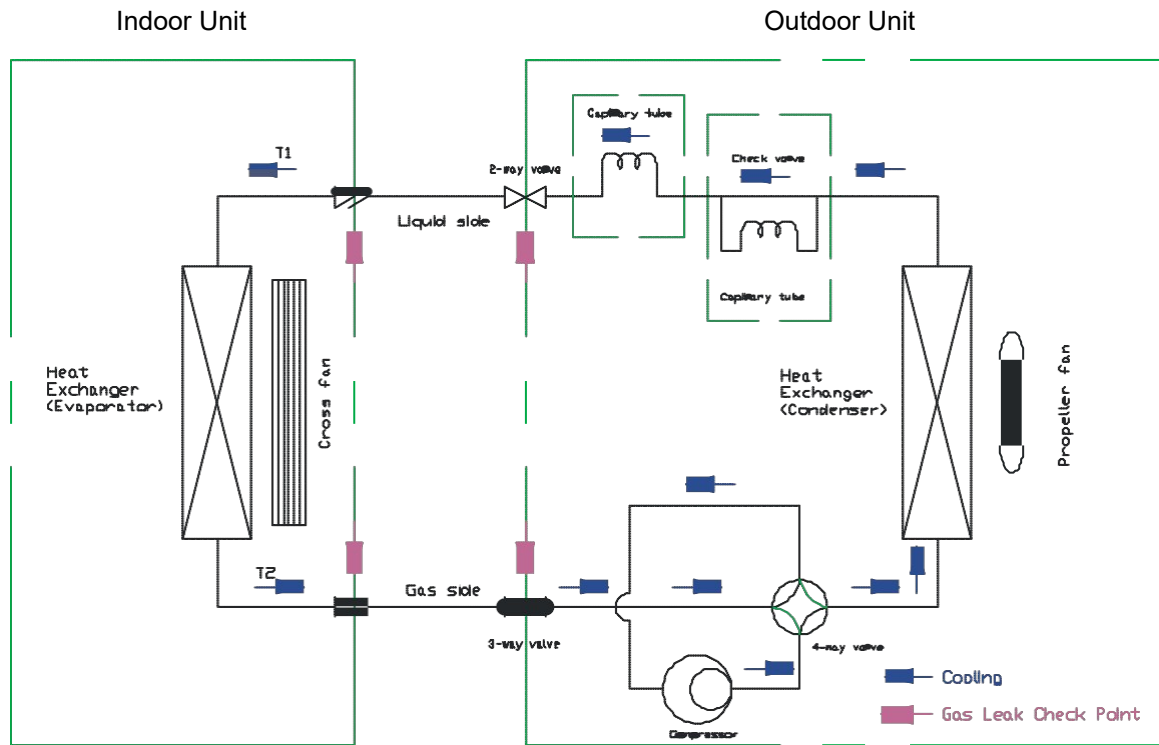 Indoor Unit
Outdoor Unit
Capillary tube
T1
2-way valve
Check valve
Liquid side
Capillary tube
Heat
Exchanger
(Evaporator)
Cross fan
Heat
Exchanger
(Condenser)
Propeller fan
T2
Gas side
3-way valve
4-way valve
Cooling
Gas Leak Check Point
Compressor